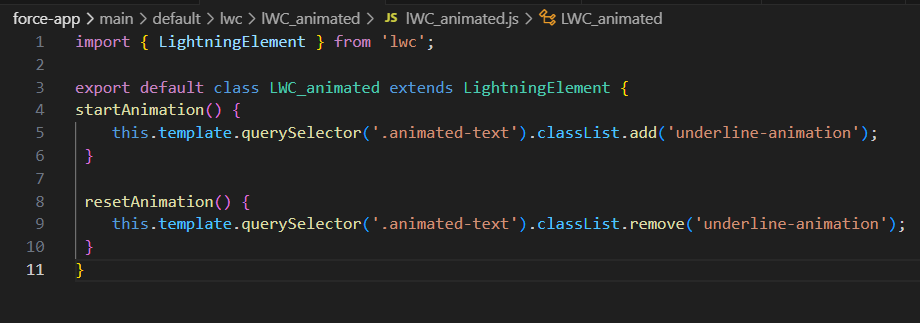 force-app > main > default > lwc > lWC_animated > JS lWC_animated.js > LWC_animated
1 import { LightningElement } from 'lwc';
2
3 export default class LWC_animated extends LightningElement {
4 startAnimation() {
5 this.template.querySelector('.animated-text').classList.add('underline-animation');
6 }
7
8 resetAnimation() {
9 this.template.querySelector('.animated-text').classList.remove('underline-animation');
10 }
11 }